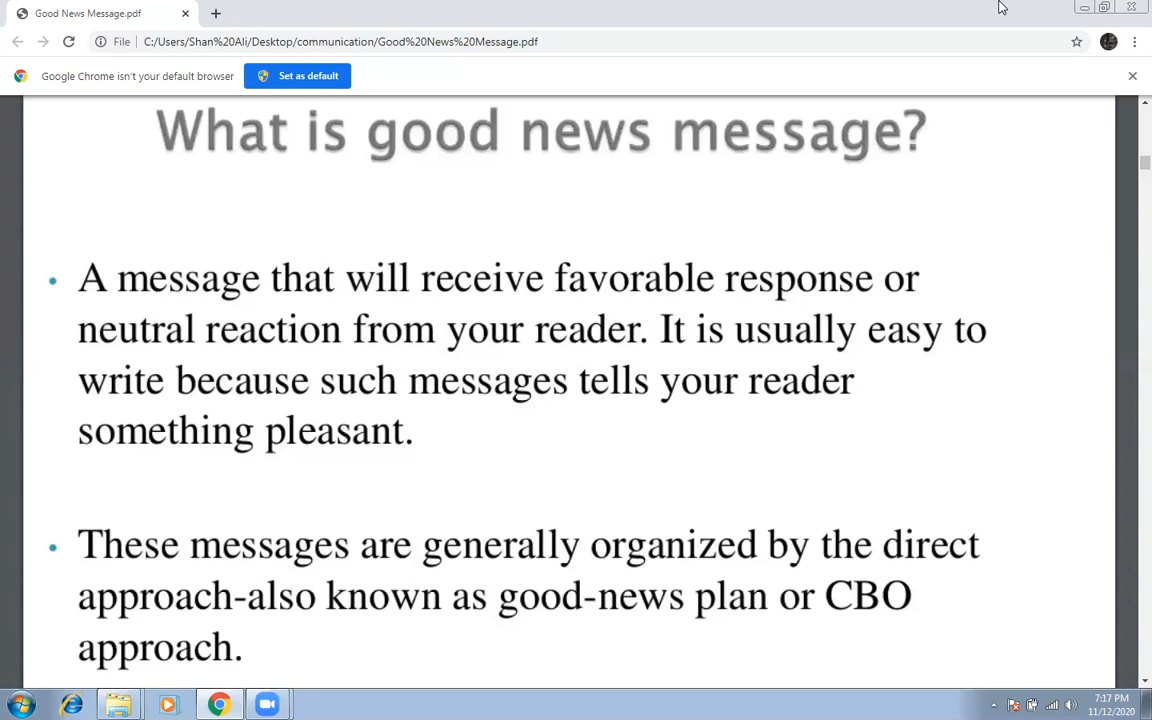 Good News Message.pdf
File C:/Users/Shan%20Ali/Desktop/communication/Good%20News%20Message.pdf
Google Chrome isn't your default browser Set as default
What is good news message?
• A message that will receive favorable response or
neutral reaction from your reader. It is usually easy to
write because such messages tells your reader
something pleasant.
• These messages are generally organized by the direct
approach-also known as good-news plan or CBO
approach.
7:17 PM
11/12/2020